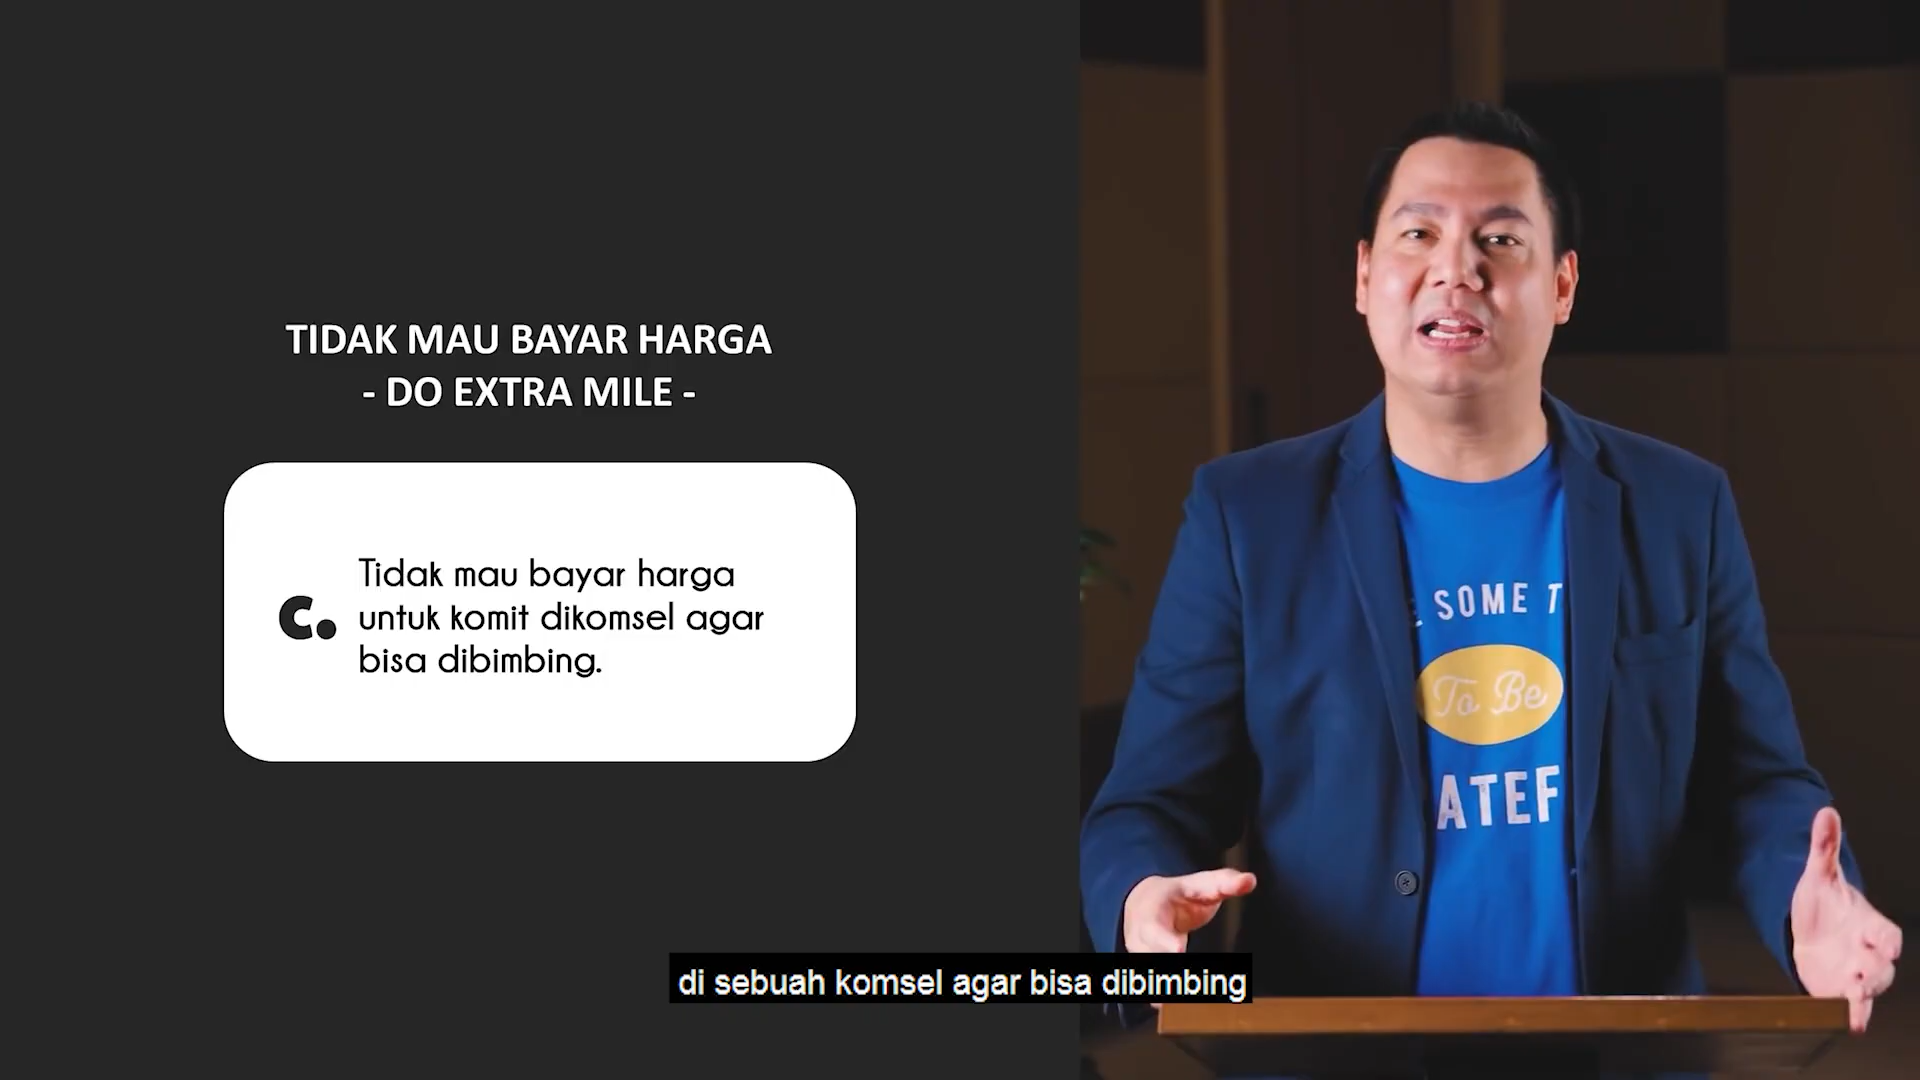 TIDAK MAU BAYAR HARGA
- DO EXTRA MILE -
c.
Tidak mau bayar harga
untuk komit dikomsel agar
bisa dibimbing.
SOME
To Be
ATEF
di sebuah komsel agar bisa dibimbing